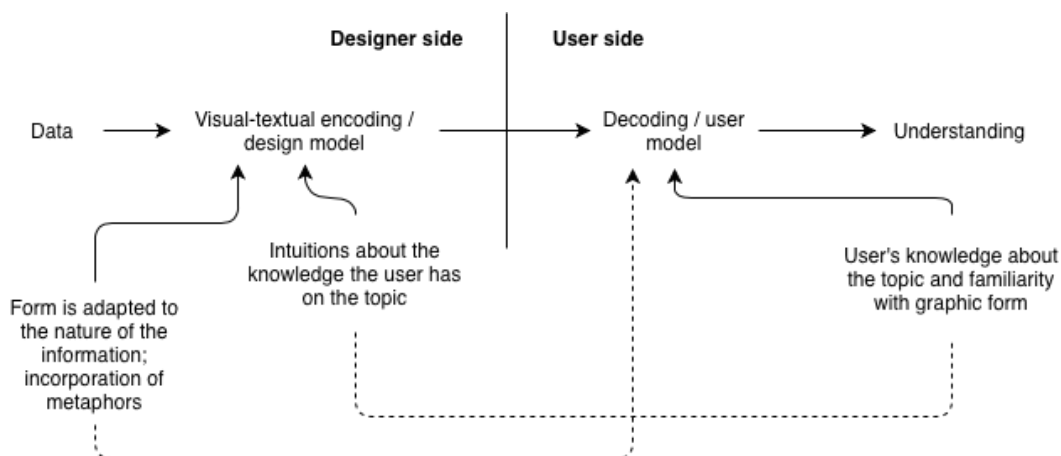 Designer side
User side
Data
Visual-textual encoding /
design model
Decoding / user
model
Understanding
Intuitions about the
knowledge the user has
on the topic
User's knowledge about
the topic and familiarity
with graphic form
Form is adapted to
the nature of the
information;
incorporation of
metaphors